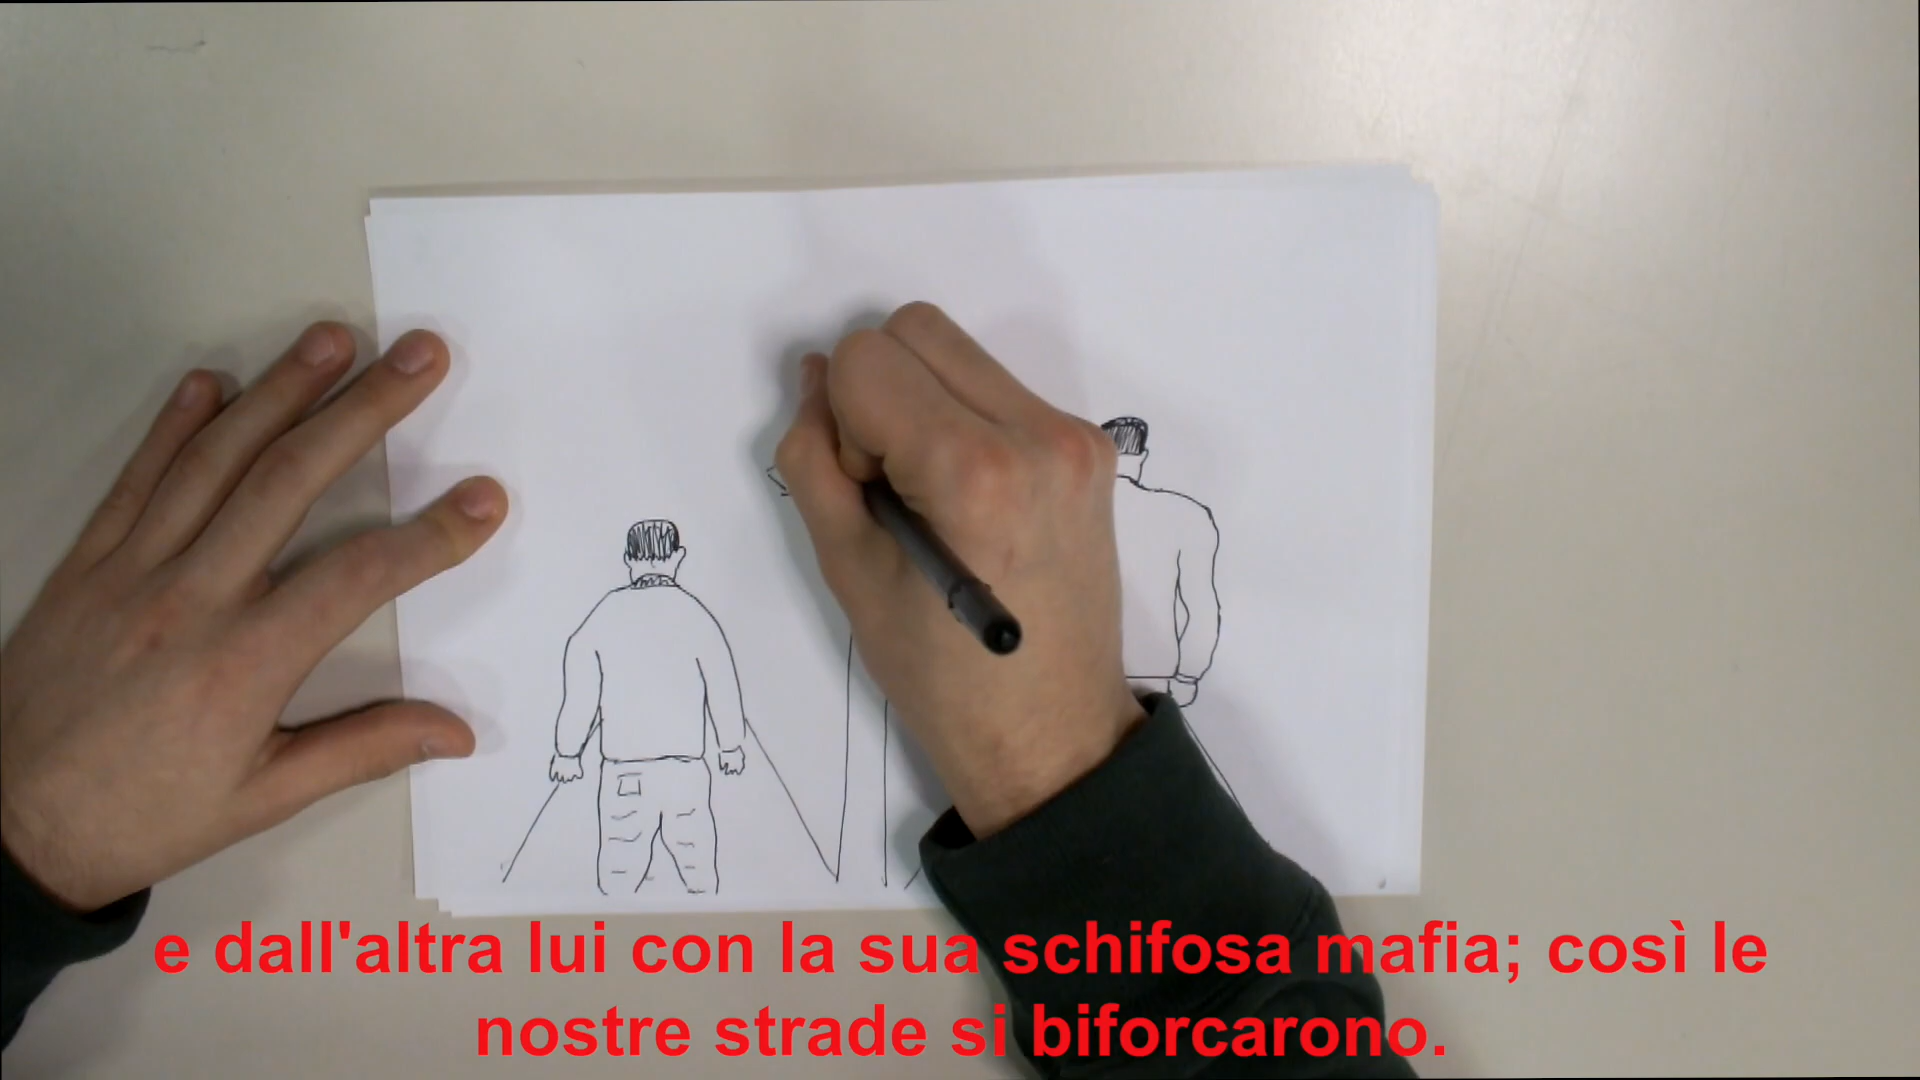 e dall'altra lui con la sua schifosa mafia; così le
nostre strade si biforcarono.